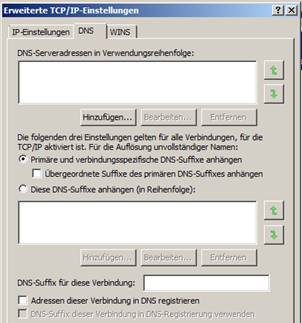 Erweiterte TCP/IP-Einstellungen
IP-Einstellungen DNS WINS
DNS-Serveradressen in Verwendungsreihenfolge:
Hinzufügen... Bearbeiten... Entfernen
Die folgenden drei Einstellungen gelten für alle Verbindungen, für die
TCP/IP aktiviert ist. Für die Auflösung unvollständiger Namen:
Primäre und verbindungsspezifische DNS-Suffixe anhängen
Übergeordnete Suffixe des primären DNS-Suffixes anhängen
Diese DNS-Suffixe anhängen (in Reihenfolge):
Hinzufügen... Bearbeiten... Entfernen
DNS-Suffix für diese Verbindung:
Adressen dieser Verbindung in DNS registrieren
DNS-Suffix dieser Verbindung in DNS-Registrierung verwenden